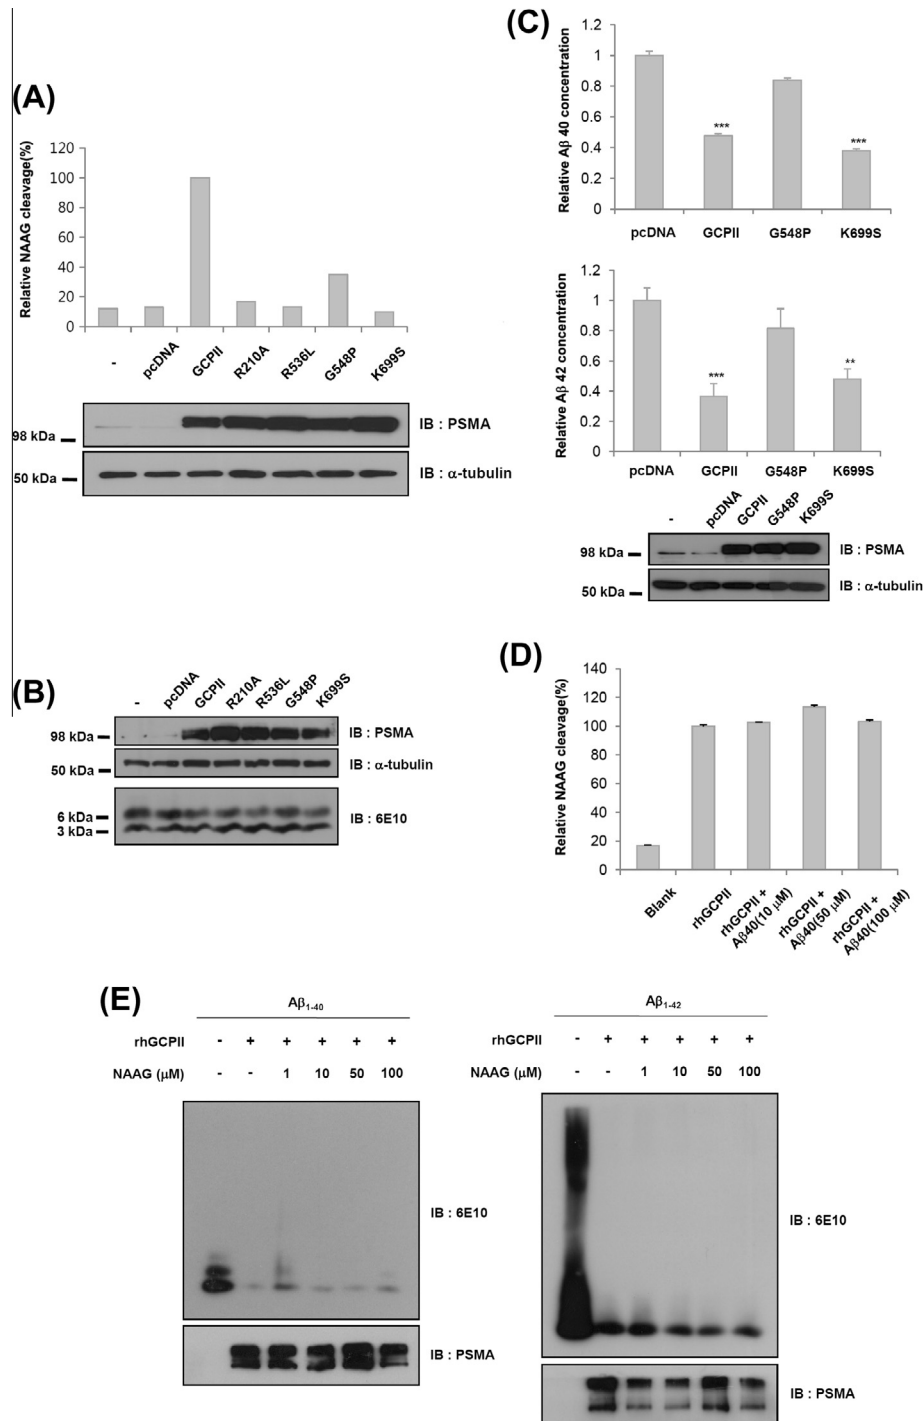 (A)
Relative NAAG cleavage(%)
120
100
80
60
40
20
0
- pcDNA GCPII R210A R536L G548P K699S
98 kDa
IB : PSMA
50 kDa
IB : α-tubulin
(B)
- pcDNA GCPII R210A R536L G548P K699S
98 kDa
IB : PSMA
50 kDa
IB : α-tubulin
6 kDa
3 kDa
IB : 6E10
(C)
Relative Aβ 40 concentration
1.2
1
0.8
0.6
0.4
0.2
0
*** ***
pcDNA GCPII G548P K699S
Relative Aβ 42 concentration
1.2
1
0.8
0.6
0.4
0.2
0
*** **
pcDNA GCPII G548P K699S
- pcDNA GCPII G548P K699S
98 kDa
IB : PSMA
50 kDa
IB : α-tubulin
(D)
Relative NAAG cleavage(%)
140
120
100
80
60
40
20
0
Blank
rhGCPII
rhGCPII +
Aβ40(10 μM)
rhGCPII +
Aβ40(50 μM)
rhGCPII +
Aβ40(100 μM)
(E)
Aβ1-40
rhGCPII - + + + + +
NAAG (μM) - - 1 10 50 100
IB : 6E10
IB : PSMA
Aβ1-42
rhGCPII - + + + + +
NAAG (μM) - - 1 10 50 100
IB : 6E10
IB : PSMA